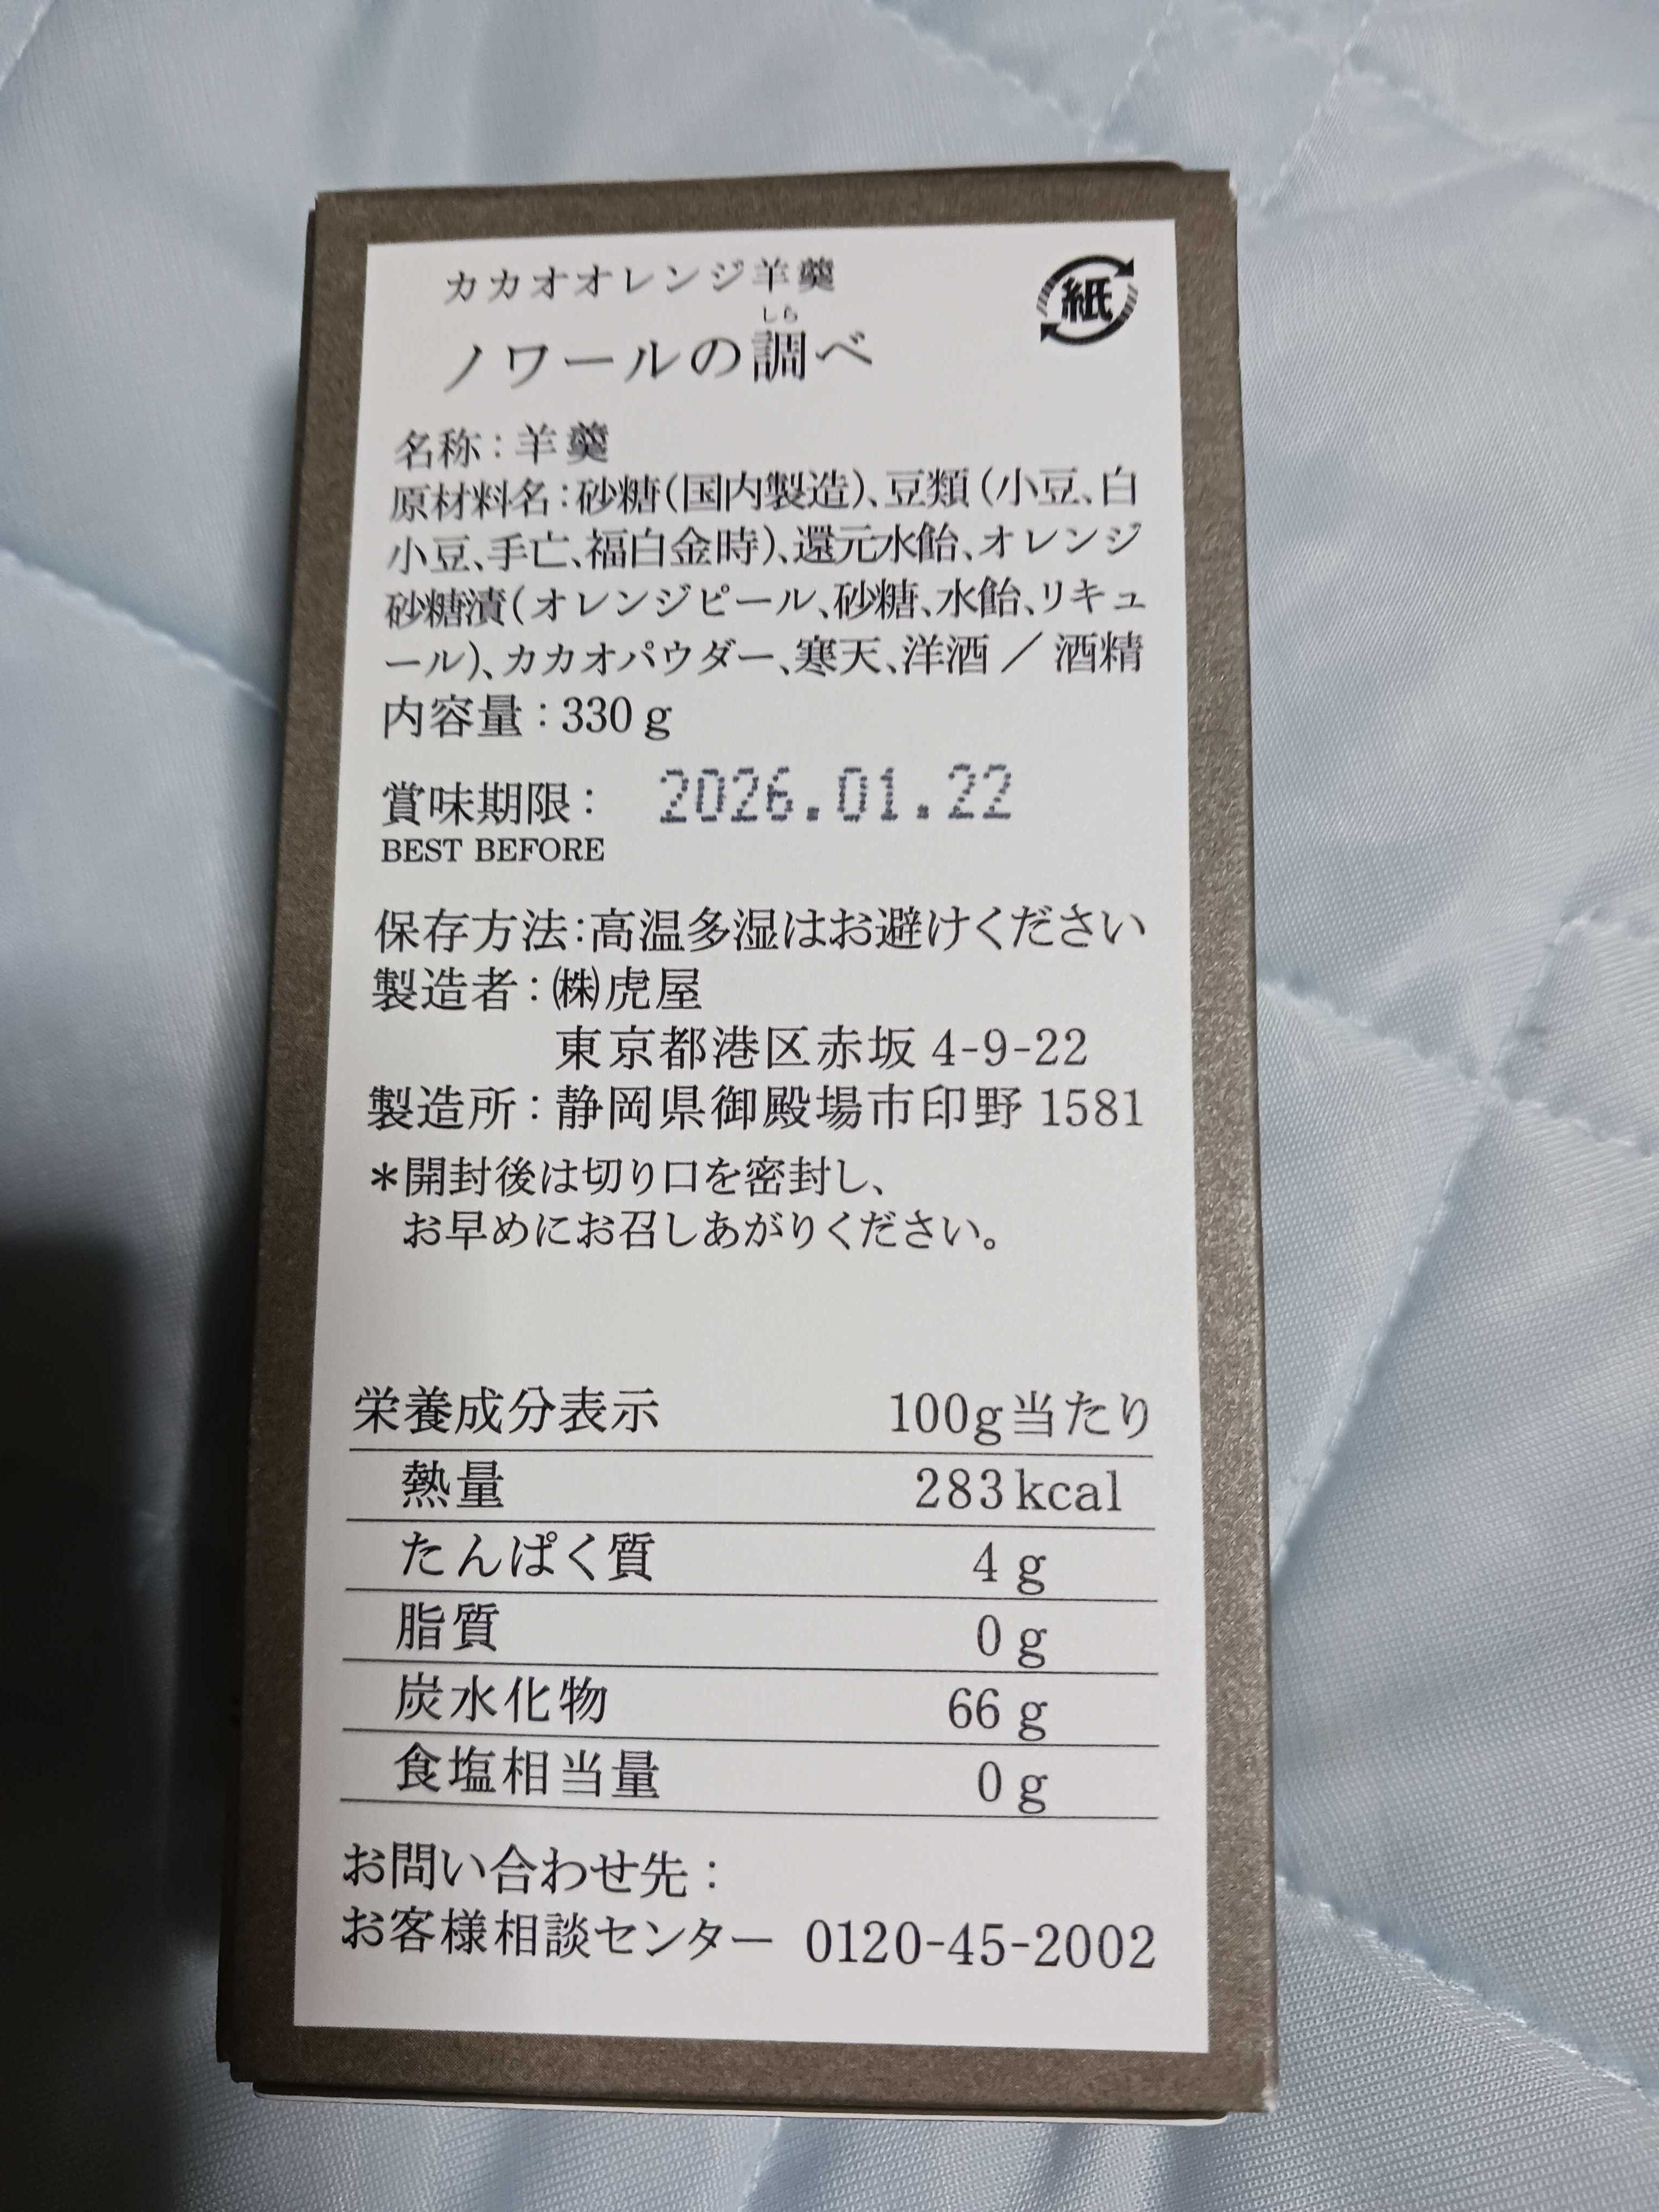 カカオオレンジ羊羹
紙
しら
ノワールの調べ
名称：羊羹
原材料名：砂糖（国内製造）、豆類（小豆、白
小豆、手亡、福白金時）、還元水飴、オレンジ
砂糖漬（オレンジピール、砂糖、水飴、リキュ
ール）、カカオパウダー、寒天、洋酒／酒精
内容量：330 g
賞味期限： 2026.01.22
BEST BEFORE
保存方法：高温多湿はお避けください
製造者：㈱虎屋
東京都港区赤坂 4-9-22
製造所：静岡県御殿場市印野 1581
＊開封後は切り口を密封し、
お早めにお召しあがりください。
栄養成分表示 100g当たり
熱量 283kcal
たんぱく質 4 g
脂質 0 g
炭水化物 66 g
食塩相当量 0 g
お問い合わせ先：
お客様相談センター 0120-45-2002